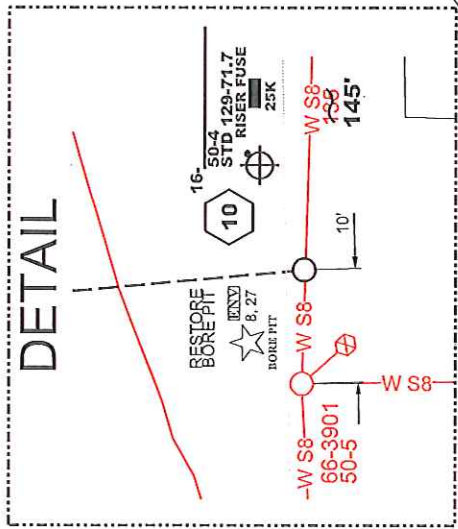 DETAIL
16-
50-4
STD 129-71.7
RISER FUSE
25K
10
RESTORE
BORE PIT
ENV
8, 27
BORE PIT
W S8
145'
10'
W S8
W S8
66-3901
50-5
W S8